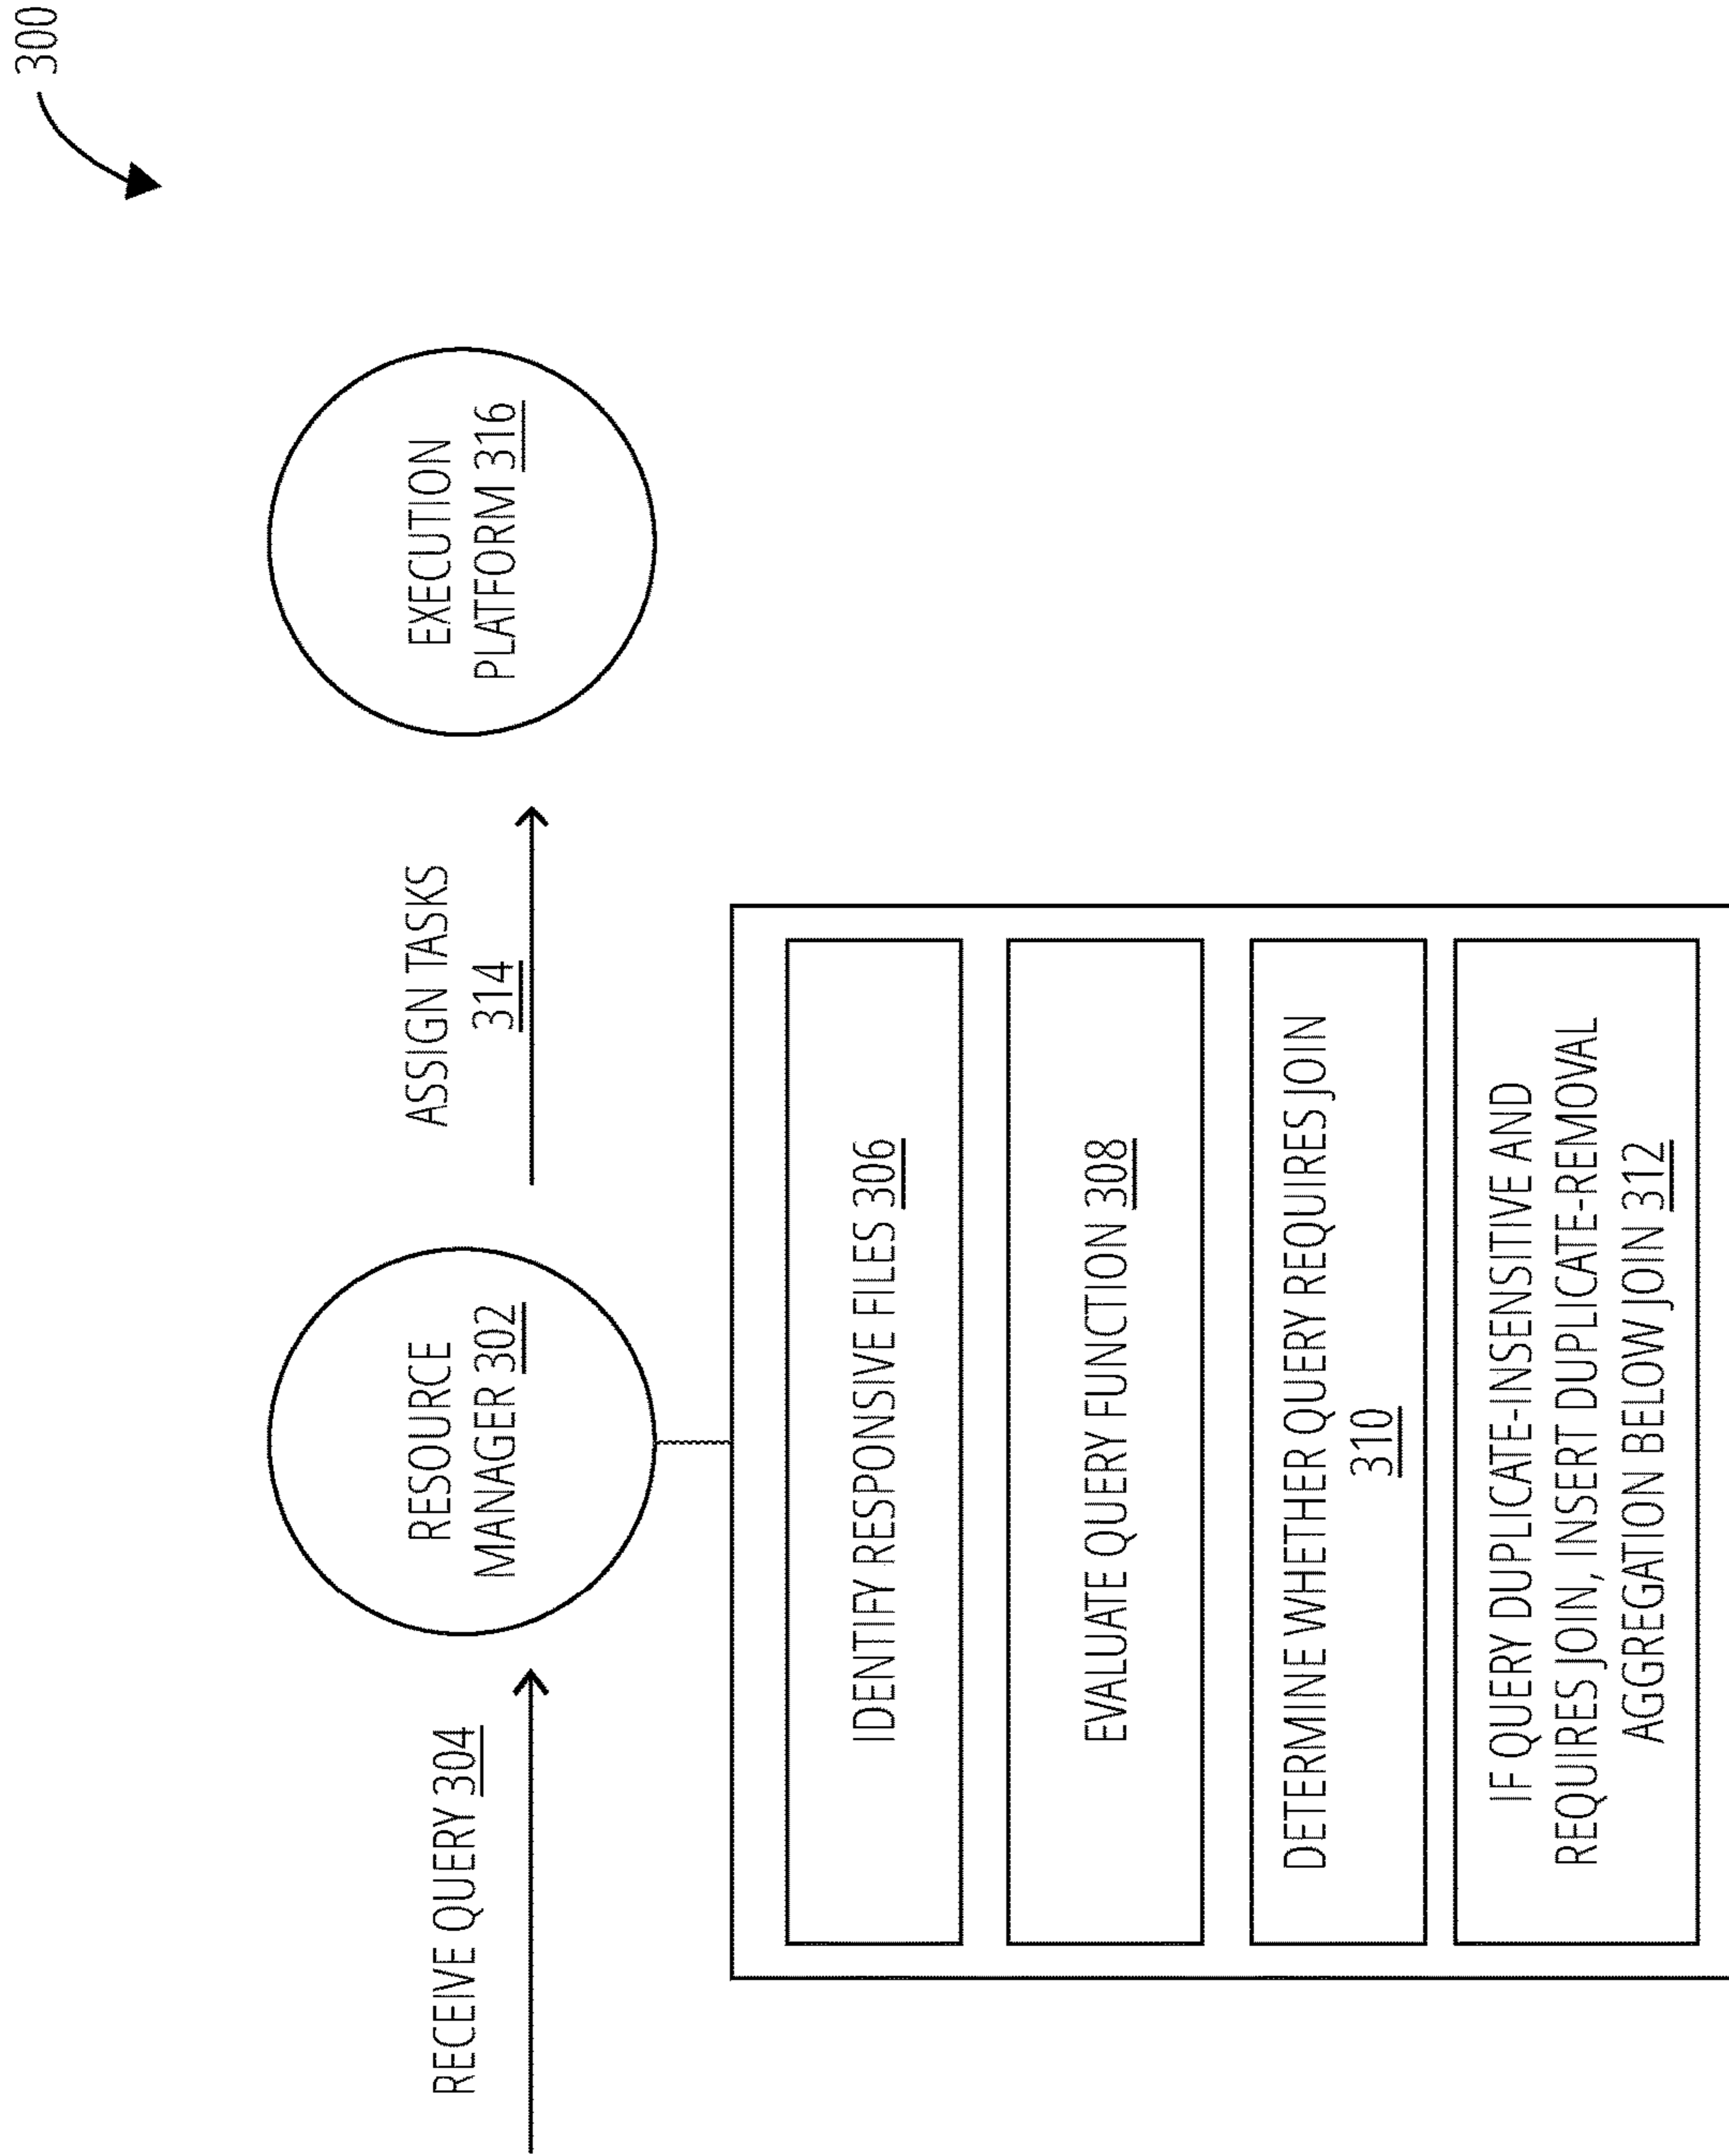 300
RECEIVE QUERY 304
RESOURCE
MANAGER 302
ASSIGN TASKS
314
EXECUTION
PLATFORM 316
IDENTIFY RESPONSIVE FILES 306
EVALUATE QUERY FUNCTION 308
DETERMINE WHETHER QUERY REQUIRES JOIN
310
IF QUERY DUPLICATE-INSENSITIVE AND
REQUIRES JOIN, INSERT DUPLICATE-REMOVAL
AGGREGATION BELOW JOIN 312